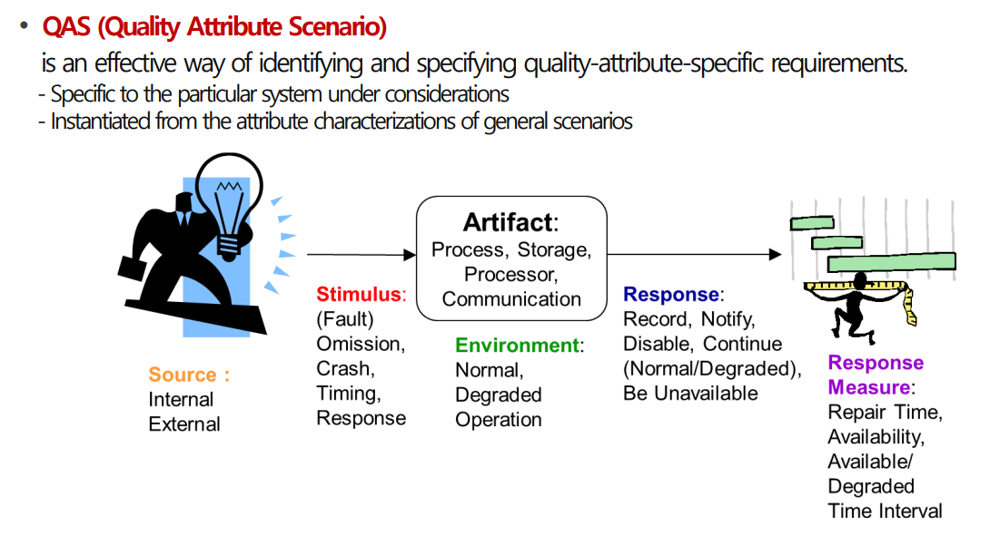 • QAS (Quality Attribute Scenario)
is an effective way of identifying and specifying quality-attribute-specific requirements.
- Specific to the particular system under considerations
- Instantiated from the attribute characterizations of general scenarios
Source :
Internal
External
Stimulus:
(Fault)
Omission,
Crash,
Timing,
Response
Artifact:
Process, Storage,
Processor,
Communication
Environment:
Normal,
Degraded
Operation
Response:
Record, Notify,
Disable, Continue
(Normal/Degraded),
Be Unavailable
Response
Measure:
Repair Time,
Availability,
Available/
Degraded
Time Interval